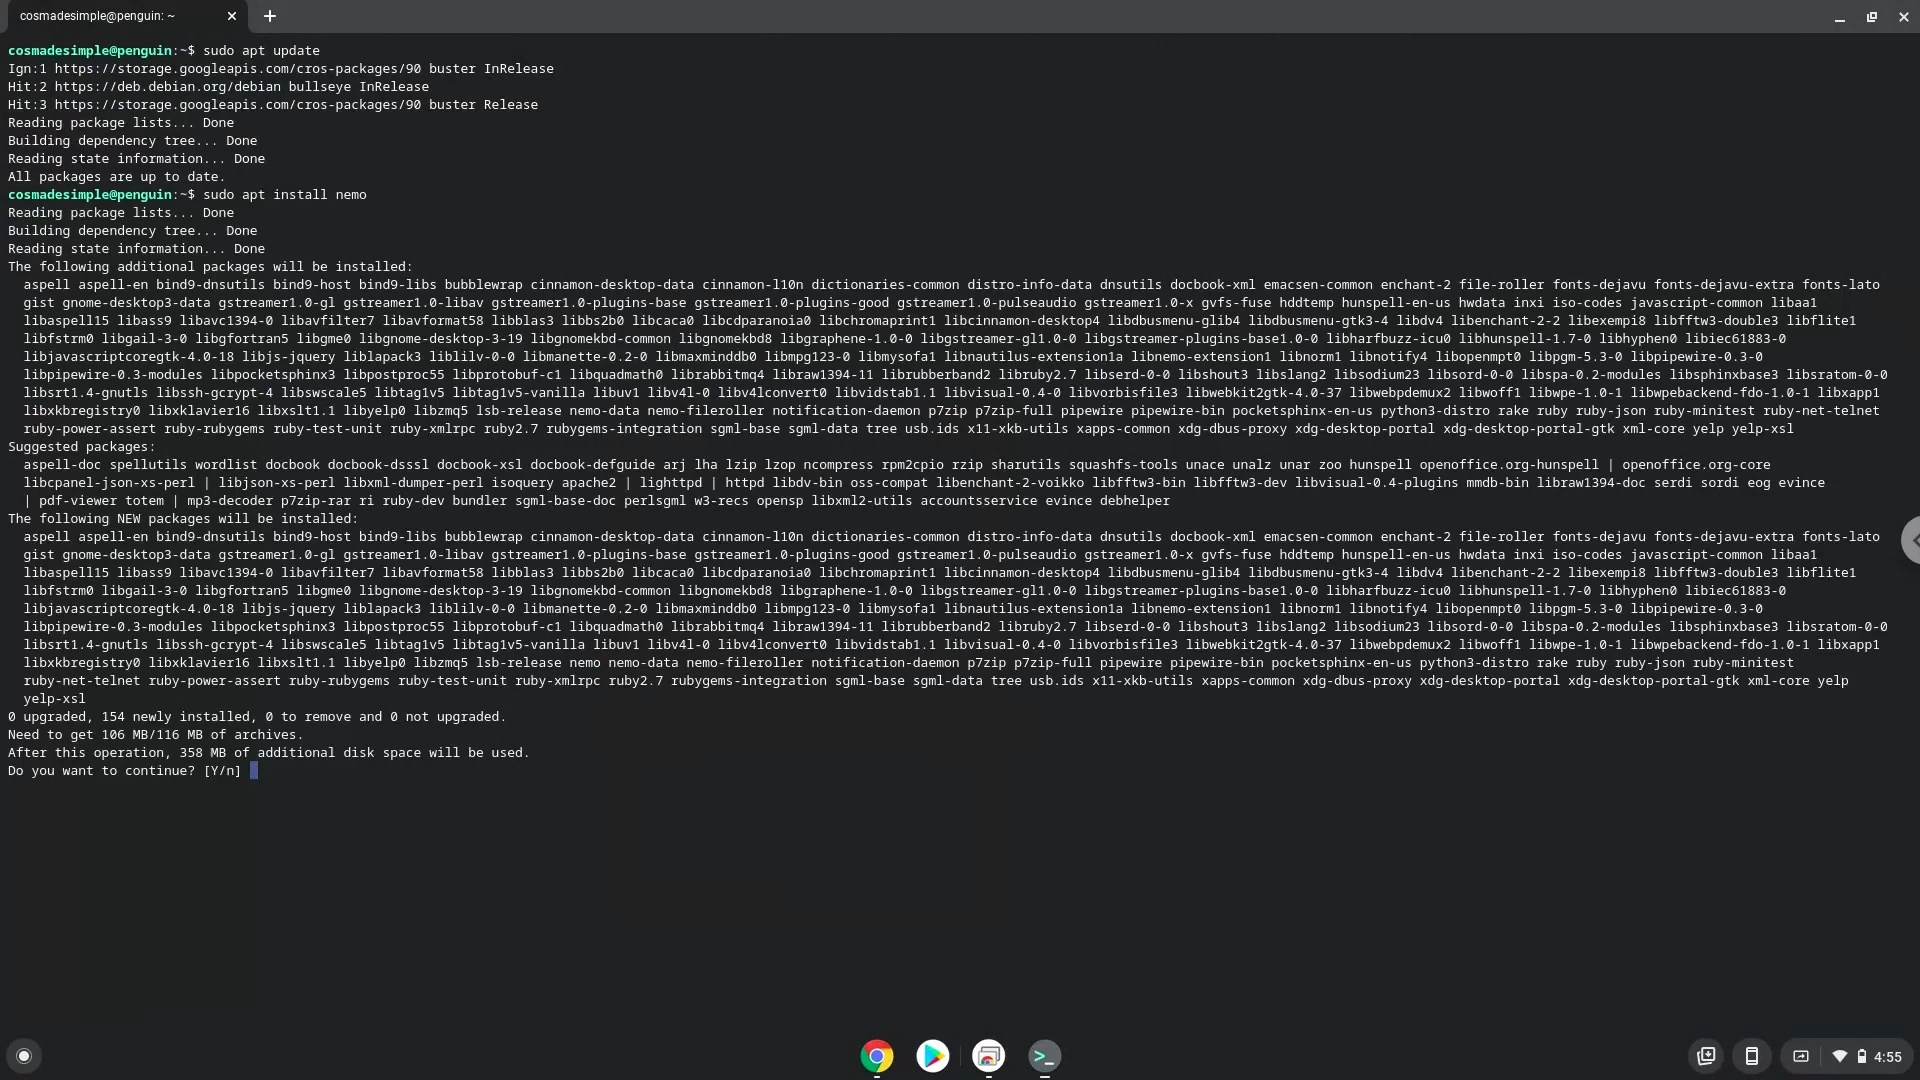 cosmadesimple@penguin: ~
cosmadesimple@penguin:~$ sudo apt update
Ign:1 https://storage.googleapis.com/cros-packages/90 buster InRelease
Hit:2 https://deb.debian.org/debian bullseye InRelease
Hit:3 https://storage.googleapis.com/cros-packages/90 buster Release
Reading package lists... Done
Building dependency tree... Done
Reading state information... Done
All packages are up to date.
cosmadesimple@penguin:~$ sudo apt install nemo
Reading package lists... Done
Building dependency tree... Done
Reading state information... Done
The following additional packages will be installed:
aspell aspell-en bind9-dnsutils bind9-host bind9-libs bubblewrap cinnamon-desktop-data cinnamon-l10n dictionaries-common distro-info-data dnsutils docbook-xml emacsen-common enchant-2 file-roller fonts-dejavu fonts-dejavu-extra fonts-lato
gist gnome-desktop3-data gstreamer1.0-gl gstreamer1.0-libav gstreamer1.0-plugins-base gstreamer1.0-plugins-good gstreamer1.0-pulseaudio gstreamer1.0-x gvfs-fuse hddtemp hunspell-en-us hwdata inxi iso-codes javascript-common libaa1
libaspell15 libass9 libavc1394-0 libavfilter7 libavformat58 libblas3 libbs2b0 libcaca0 libcdparanoia0 libchromaprint1 libcinnamon-desktop4 libdbusmenu-glib4 libdbusmenu-gtk3-4 libdv4 libenchant-2-2 libexempi8 libfftw3-double3 libflite1
libfstrm0 libgail-3-0 libgfortran5 libgme0 libgnome-desktop-3-19 libgnomekbd-common libgnomekbd8 libgraphene-1.0-0 libgstreamer-gl1.0-0 libgstreamer-plugins-base1.0-0 libharfbuzz-icu0 libhunspell-1.7-0 libhyphen0 libiec61883-0
libjavascriptcoregtk-4.0-18 libjs-jquery liblapack3 liblilv-0-0 libmanette-0.2-0 libmaxminddb0 libmpg123-0 libmysofa1 libnautilus-extension1a libnemo-extension1 libnorm1 libnotify4 libopenmpt0 libpgm-5.3-0 libpipewire-0.3-0
libpipewire-0.3-modules libpocketsphinx3 libpostproc55 libprotobuf-c1 libquadmath0 librabbitmq4 libraw1394-11 librubberband2 libruby2.7 libserd-0-0 libshout3 libslang2 libsodium23 libsord-0-0 libspa-0.2-modules libsphinxbase3 libsratom-0-0
libsrt1.4-gnutls libssh-gcrypt-4 libswscale5 libtag1v5 libtag1v5-vanilla libuv1 libv4l-0 libv4lconvert0 libvidstab1.1 libvisual-0.4-0 libvorbisfile3 libwebkit2gtk-4.0-37 libwebpdemux2 libwoff1 libwpe-1.0-1 libwpebackend-fdo-1.0-1 libxapp1
libxkbregistry0 libxklavier16 libxslt1.1 libyelp0 libzmq5 lsb-release nemo-data nemo-fileroller notification-daemon p7zip p7zip-full pipewire pipewire-bin pocketsphinx-en-us python3-distro rake ruby ruby-json ruby-minitest ruby-net-telnet
ruby-power-assert ruby-rubygems ruby-test-unit ruby-xmlrpc ruby2.7 rubygems-integration sgml-base sgml-data tree usb.ids x11-xkb-utils xapps-common xdg-dbus-proxy xdg-desktop-portal xdg-desktop-portal-gtk xml-core yelp yelp-xsl
Suggested packages:
aspell-doc spellutils wordlist docbook docbook-dsssl docbook-xsl docbook-defguide arj lha lzip lzop ncompress rpm2cpio rzip sharutils squashfs-tools unace unalz unar zoo hunspell openoffice.org-hunspell | openoffice.org-core
libcpanel-json-xs-perl | libjson-xs-perl libxml-dumper-perl isoquery apache2 | lighttpd | httpd libdv-bin oss-compat libenchant-2-voikko libfftw3-bin libfftw3-dev libvisual-0.4-plugins mmdb-bin libraw1394-doc serdi sordi eog evince
| pdf-viewer totem | mp3-decoder p7zip-rar ri ruby-dev bundler sgml-base-doc perlsgml w3-recs opensp libxml2-utils accountsservice evince debhelper
The following NEW packages will be installed:
aspell aspell-en bind9-dnsutils bind9-host bind9-libs bubblewrap cinnamon-desktop-data cinnamon-l10n dictionaries-common distro-info-data dnsutils docbook-xml emacsen-common enchant-2 file-roller fonts-dejavu fonts-dejavu-extra fonts-lato
gist gnome-desktop3-data gstreamer1.0-gl gstreamer1.0-libav gstreamer1.0-plugins-base gstreamer1.0-plugins-good gstreamer1.0-pulseaudio gstreamer1.0-x gvfs-fuse hddtemp hunspell-en-us hwdata inxi iso-codes javascript-common libaa1
libaspell15 libass9 libavc1394-0 libavfilter7 libavformat58 libblas3 libbs2b0 libcaca0 libcdparanoia0 libchromaprint1 libcinnamon-desktop4 libdbusmenu-glib4 libdbusmenu-gtk3-4 libdv4 libenchant-2-2 libexempi8 libfftw3-double3 libflite1
libfstrm0 libgail-3-0 libgfortran5 libgme0 libgnome-desktop-3-19 libgnomekbd-common libgnomekbd8 libgraphene-1.0-0 libgstreamer-gl1.0-0 libgstreamer-plugins-base1.0-0 libharfbuzz-icu0 libhunspell-1.7-0 libhyphen0 libiec61883-0
libjavascriptcoregtk-4.0-18 libjs-jquery liblapack3 liblilv-0-0 libmanette-0.2-0 libmaxminddb0 libmpg123-0 libmysofa1 libnautilus-extension1a libnemo-extension1 libnorm1 libnotify4 libopenmpt0 libpgm-5.3-0 libpipewire-0.3-0
libpipewire-0.3-modules libpocketsphinx3 libpostproc55 libprotobuf-c1 libquadmath0 librabbitmq4 libraw1394-11 librubberband2 libruby2.7 libserd-0-0 libshout3 libslang2 libsodium23 libsord-0-0 libspa-0.2-modules libsphinxbase3 libsratom-0-0
libsrt1.4-gnutls libssh-gcrypt-4 libswscale5 libtag1v5 libtag1v5-vanilla libuv1 libv4l-0 libv4lconvert0 libvidstab1.1 libvisual-0.4-0 libvorbisfile3 libwebkit2gtk-4.0-37 libwebpdemux2 libwoff1 libwpe-1.0-1 libwpebackend-fdo-1.0-1 libxapp1
libxkbregistry0 libxklavier16 libxslt1.1 libyelp0 libzmq5 lsb-release nemo nemo-data nemo-fileroller notification-daemon p7zip p7zip-full pipewire pipewire-bin pocketsphinx-en-us python3-distro rake ruby ruby-json ruby-minitest
ruby-net-telnet ruby-power-assert ruby-rubygems ruby-test-unit ruby-xmlrpc ruby2.7 rubygems-integration sgml-base sgml-data tree usb.ids x11-xkb-utils xapps-common xdg-dbus-proxy xdg-desktop-portal xdg-desktop-portal-gtk xml-core yelp
yelp-xsl
0 upgraded, 154 newly installed, 0 to remove and 0 not upgraded.
Need to get 106 MB/116 MB of archives.
After this operation, 358 MB of additional disk space will be used.
Do you want to continue? [Y/n]
4:55